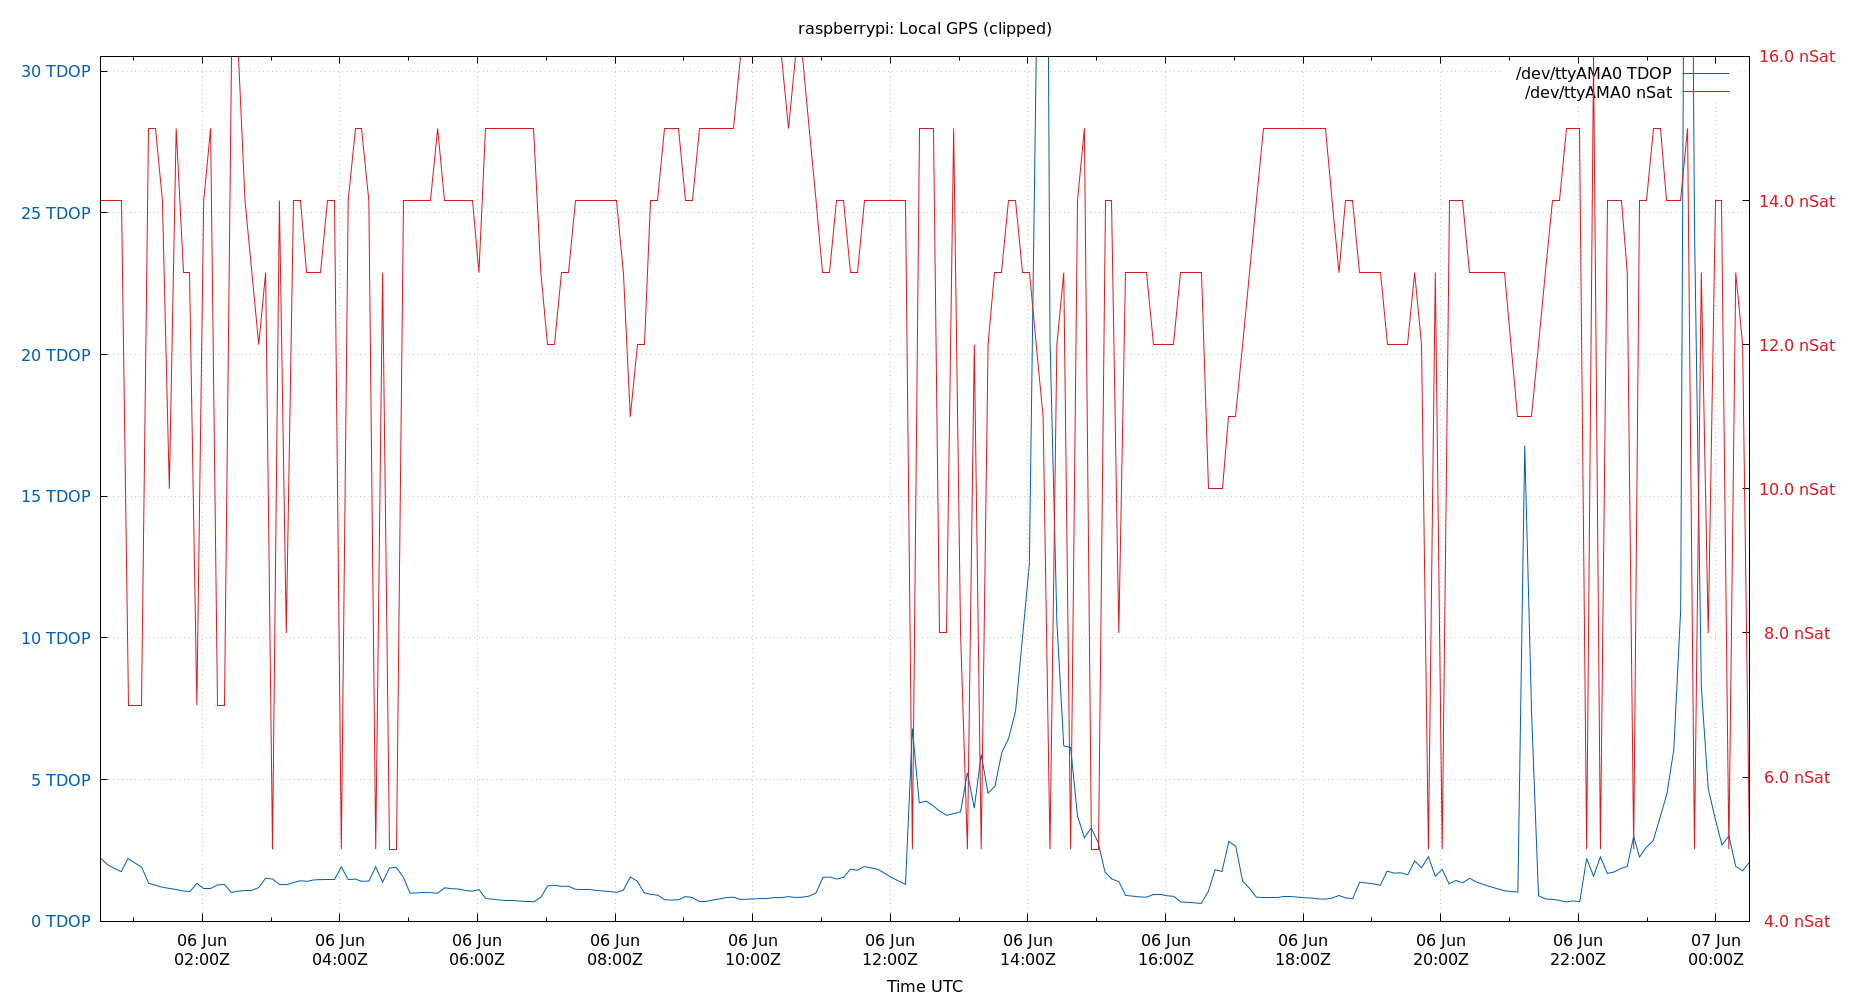 raspberrypi: Local GPS (clipped)
30 TDOP
25 TDOP
20 TDOP
15 TDOP
10 TDOP
5 TDOP
0 TDOP
16.0 nSat
14.0 nSat
12.0 nSat
10.0 nSat
8.0 nSat
6.0 nSat
4.0 nSat
/dev/ttyAMA0 TDOP
/dev/ttyAMA0 nSat
06 Jun
02:00Z
06 Jun
04:00Z
06 Jun
06:00Z
06 Jun
08:00Z
06 Jun
10:00Z
06 Jun
12:00Z
06 Jun
14:00Z
06 Jun
16:00Z
06 Jun
18:00Z
06 Jun
20:00Z
06 Jun
22:00Z
07 Jun
00:00Z
Time UTC